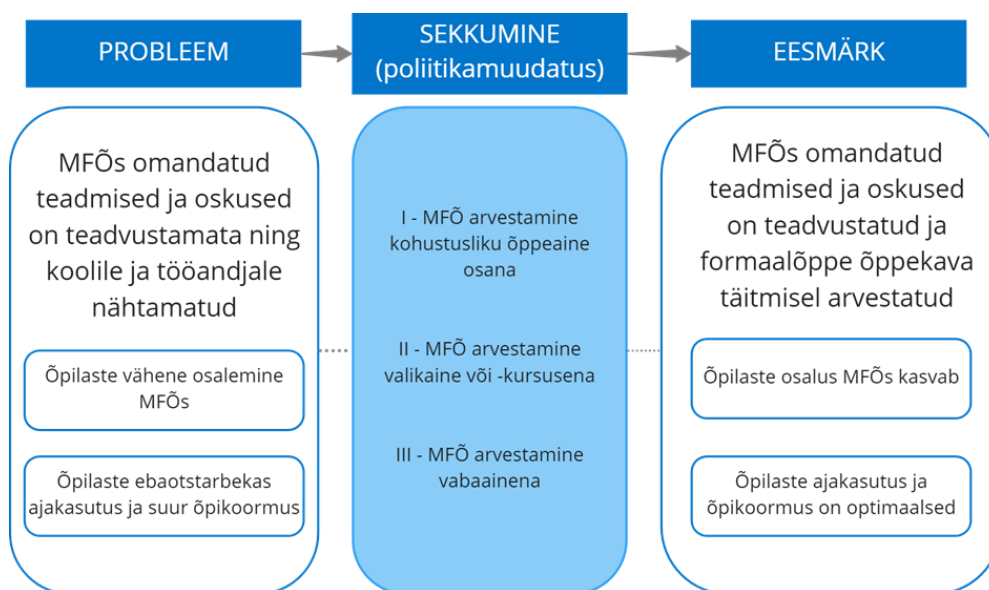 PROBLEEM
SEKKUMINE
(poliitikamuudatus)
EESMÄRK
MFÕs omandatud
teadmised ja oskused
on teadvustamata ning
koolile ja tööandjale
nähtamatud
Õpilaste vähene osalemine
MFÕs
Õpilaste ebaotstarbekas
ajakasutus ja suur õpikoormus
I - MFÕ arvestamine
kohustusliku õppeaine
osana
II - MFÕ arvestamine
valikaine või -kursusena
III - MFÕ arvestamine
vabaainena
MFÕs omandatud
teadmised ja oskused
on teadvustatud ja
formaalõppe õppekava
täitmisel arvestatud
Õpilaste osalus MFÕs kasvab
Õpilaste ajakasutus ja
õpikoormus on optimaalsed